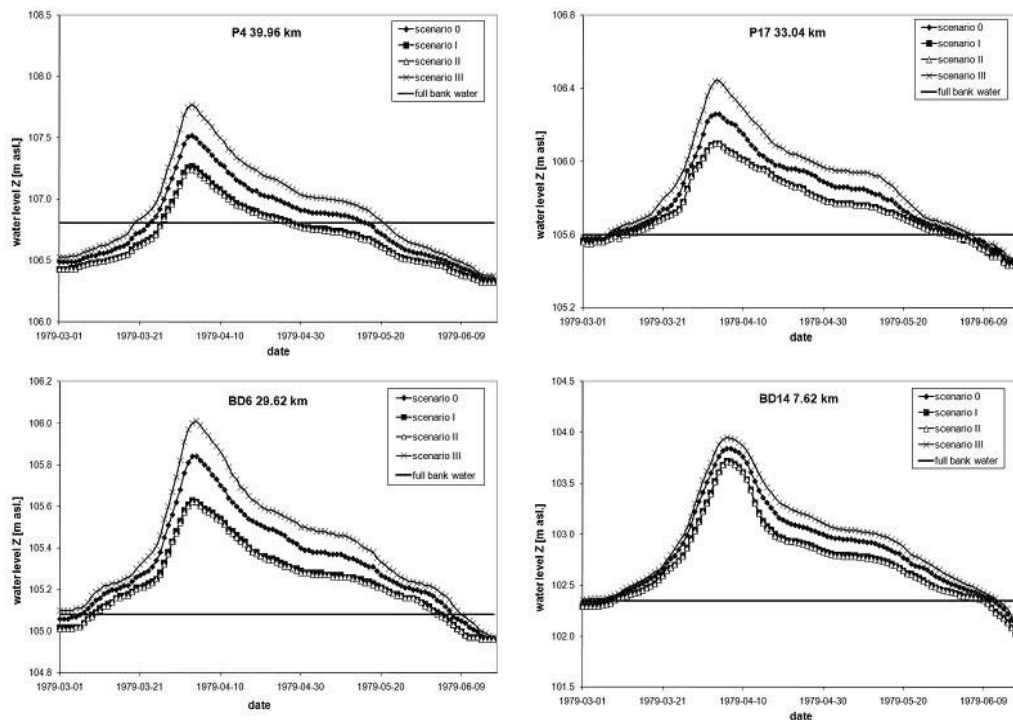 P4 39.96 km
108.5
108.0
107.5
107.0
106.5
106.0
water level Z [m asl.]
scenario 0
scenario I
scenario II
scenario III
full bank water
1979-03-01
1979-03-21
1979-04-10
1979-04-30
1979-05-20
1979-06-09
date
P17 33.04 km
106.8
106.4
106.0
105.6
105.2
water level Z [m asl.]
scenario 0
scenario I
scenario II
scenario III
full bank water
1979-03-01
1979-03-21
1979-04-10
1979-04-30
1979-05-20
1979-06-09
date
BD6 29.62 km
106.2
106.0
105.8
105.6
105.4
105.2
105.0
104.8
water level Z [m asl.]
scenario 0
scenario I
scenario II
scenario III
full bank water
1979-03-01
1979-03-21
1979-04-10
1979-04-30
1979-05-20
1979-06-09
date
BD14 7.62 km
104.5
104.0
103.5
103.0
102.5
102.0
101.5
water level Z [m asl.]
scenario 0
scenario I
scenario II
scenario III
full bank water
1979-03-01
1979-03-21
1979-04-10
1979-04-30
1979-05-20
1979-06-09
date